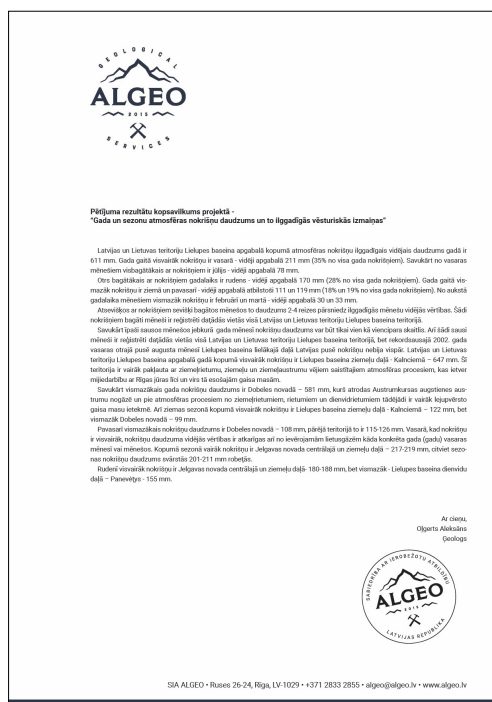 GEOLOGICAL
ALGEO
2015
SERVICES
Pētījuma rezultātu kopsavilkums projektā -
"Gada un sezonu atmosfēras nokrišņu daudzums un to ilggadīgās vēsturiskās izmaiņas"
Latvijas un Lietuvas teritoriju Lielupes baseina apgabalā kopumā atmosfēras nokrišņu ilggadīgais vidējais daudzums gadā ir
611 mm. Gada gaitā visvairāk nokrišņu ir vasarā - vidēji apgabalā 211 mm (35% no visa gada nokrišņiem). Savukārt no vasaras
mēnešiem visbagātākais ar nokrišņiem ir jūlijs - vidēji apgabalā 78 mm.
Otrs bagātākais ar nokrišņiem gadalaiks ir rudens - vidēji apgabalā 170 mm (28% no visa gada nokrišņiem). Gada gaitā vis-
mazāk nokrišņu ir ziemā un pavasarī - vidēji apgabalā atbilstoši 111 un 119 mm (18% un 19% no visa gada nokrišņiem). No aukstā
gadalaika mēnešiem vismazāk nokrišņu ir februārī un martā - vidēji apgabalā 30 un 33 mm.
Atsevišķos ar nokrišņiem sevišķi bagātos mēnešos to daudzums 2-4 reizes pārsniedz ilggadīgās mēnešu vidējās vērtības. Šādi
nokrišņiem bagāti mēneši ir reģistrēti dažādās vietās visā Latvijas un Lietuvas teritoriju Lielupes baseina teritorijā.
Savukārt īpaši sausos mēnešos jebkurā gada mēnesī nokrišņu daudzums var būt tikai vien kā viencipara skaitlis. Arī šādi sausi
mēneši ir reģistrēti dažādās vietās visā Latvijas un Lietuvas teritoriju Lielupes baseina teritorijā, bet rekordsausajā 2002. gada
vasaras otrajā pusē augusta mēnesī Lielupes baseina lielākajā daļā Latvijas pusē nokrišņu nebija vispār. Latvijas un Lietuvas
teritoriju Lielupes baseina apgabalā gadā kopumā visvairāk nokrišņu ir Lielupes baseina ziemeļu daļā - Kalnciemā – 647 mm. Šī
teritorija ir vairāk pakļauta ar ziemeļrietumu, ziemeļu un ziemeļaustrumu vējiem saistītajiem atmosfēras procesiem, kas ietver
mijiedarbību ar Rīgas jūras līci un virs tā esošajām gaisa masām.
Savukārt vismazākais gada nokrišņu daudzums ir Dobeles novadā – 581 mm, kurš atrodas Austrumkursas augstienes aus-
trumu nogāzē un pie atmosfēras procesiem no ziemeļrietumiem, rietumiem un dienvidrietumiem tādējādi ir vairāk lejupvērsto
gaisa masu ietekmē. Arī ziemas sezonā kopumā visvairāk nokrišņu ir Lielupes baseina ziemeļu daļā - Kalnciemā – 122 mm, bet
vismazāk Dobeles novadā – 99 mm.
Pavasarī vismazākais nokrišņu daudzums ir Dobeles novadā – 108 mm, pārējā teritorijā to ir 115-126 mm. Vasarā, kad nokrišņu
ir visvairāk, nokrišņu daudzuma vidējās vērtības ir atkarīgas arī no ievērojamām lietusgāzēm kāda konkrēta gada (gadu) vasaras
mēnesī vai mēnešos. Kopumā sezonā vairāk nokrišņu ir Jelgavas novada centrālajā un ziemeļu daļā – 217-219 mm, citviet sezo-
nas nokrišņu daudzums svārstās 201-211 mm robežās.
Rudenī visvairāk nokrišņu ir Jelgavas novada centrālajā un ziemeļu daļā- 180-188 mm, bet vismazāk - Lielupes baseina dienvidu
daļā – Panevēžys - 155 mm.
Ar cieņu,
Oļģerts Aleksāns
Ģeologs
SABIEDRĪBA AR IEROBEŽOTU ATBILDĪBU
ALGEO
2015
LATVIJAS REPUBLIKA
SIA ALGEO • Ruses 26-24, Rīga, LV-1029 • +371 2833 2855 • algeo@algeo.lv • www.algeo.lv